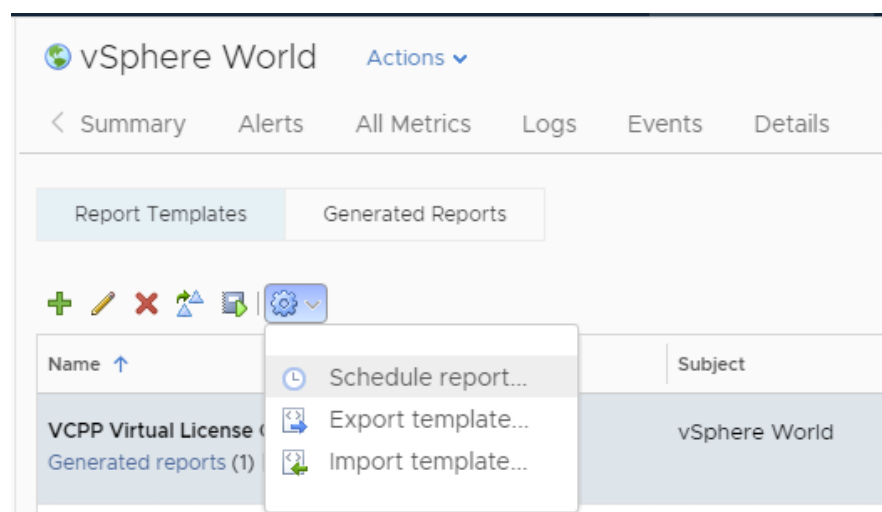 vSphere World Actions
Summary Alerts All Metrics Logs Events Details
Report Templates Generated Reports
Name Subject
Schedule report...
Export template...
Import template...
VCPP Virtual License vSphere World
Generated reports (1)